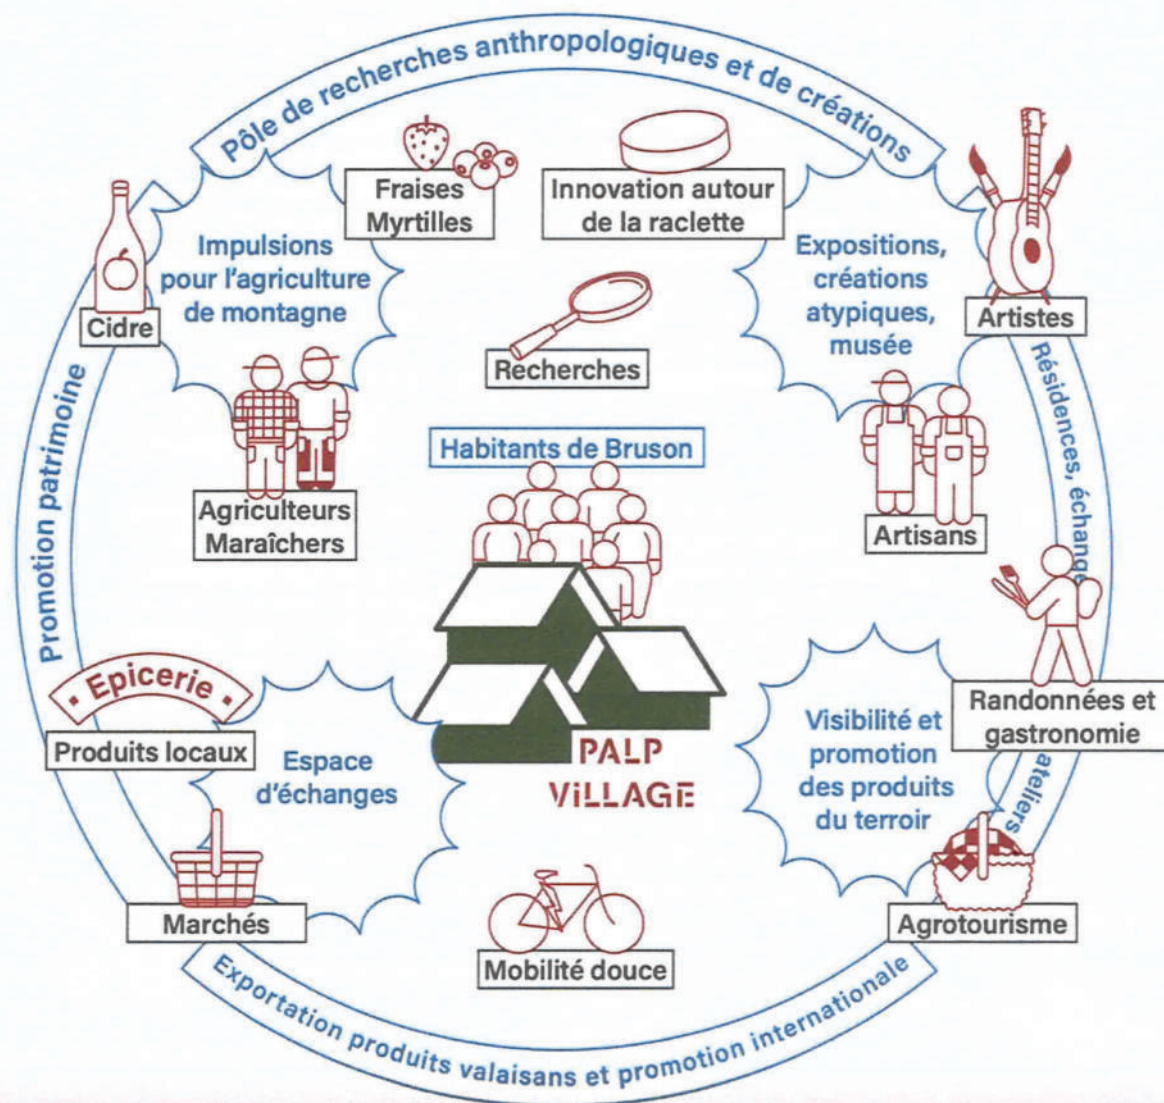 Pôle de recherches anthropologiques et de créations
Fraises
Myrtilles
Innovation autour
de la raclette
Cidre
Impulsions
pour l'agriculture
de montagne
Expositions,
créations
atypiques,
musée
Artistes
Recherches
Promotion patrimoine
Résidences, échange
ateliers
Habitants de Bruson
Agriculteurs
Maraîchers
Artisans
Epicerie
Produits locaux
Espace
d'échanges
PALP
ViLLAGE
Visibilité et
promotion
des produits
du terroir
Randonnées et
gastronomie
Marchés
Mobilité douce
Agrotourisme
Exportation produits valaisans et promotion internationale